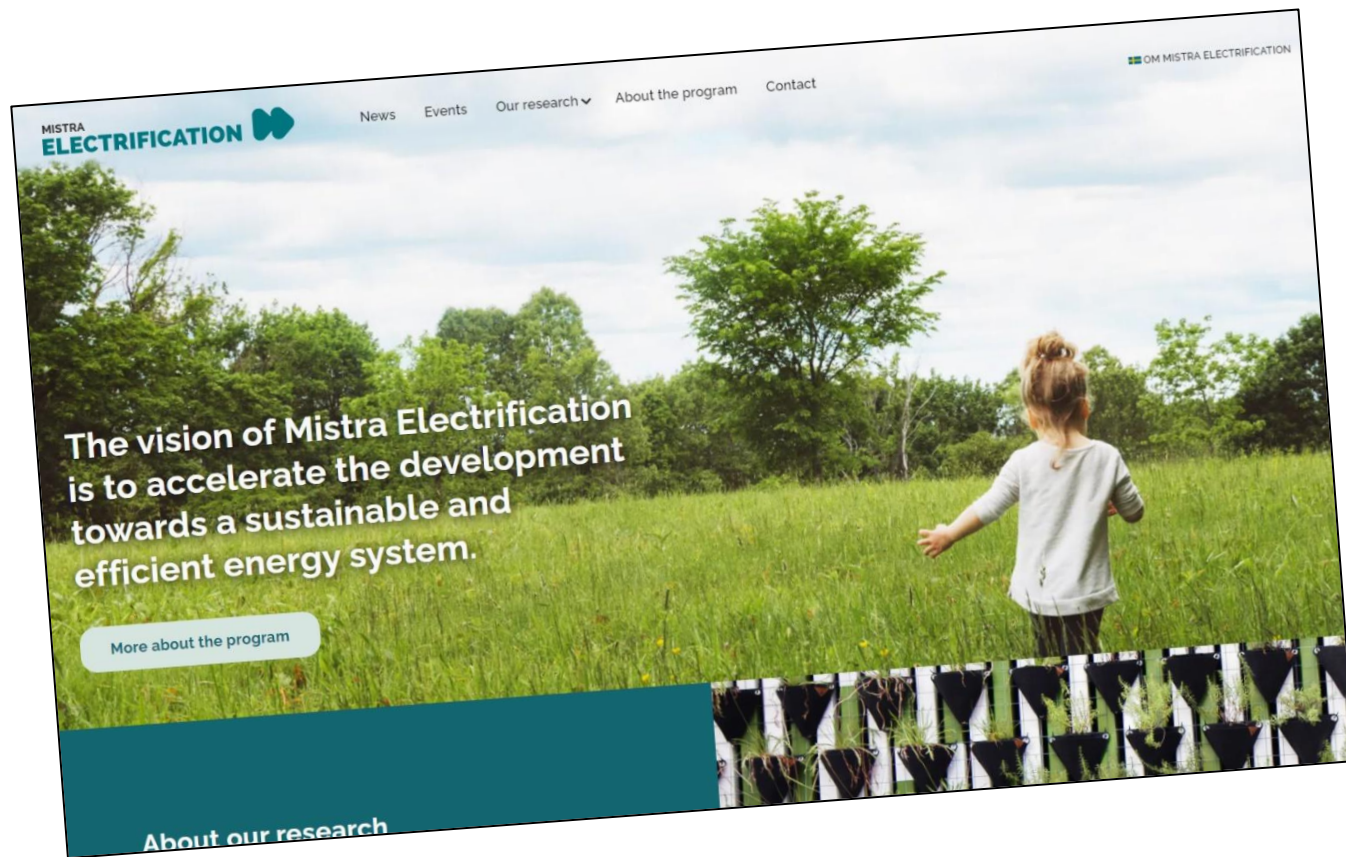 MISTRA
ELECTRIFICATION
News
Events
Our research
About the program
Contact
OM MISTRA ELECTRIFICATION
The vision of Mistra Electrification
is to accelerate the development
towards a sustainable and
efficient energy system.
More about the program
About our research